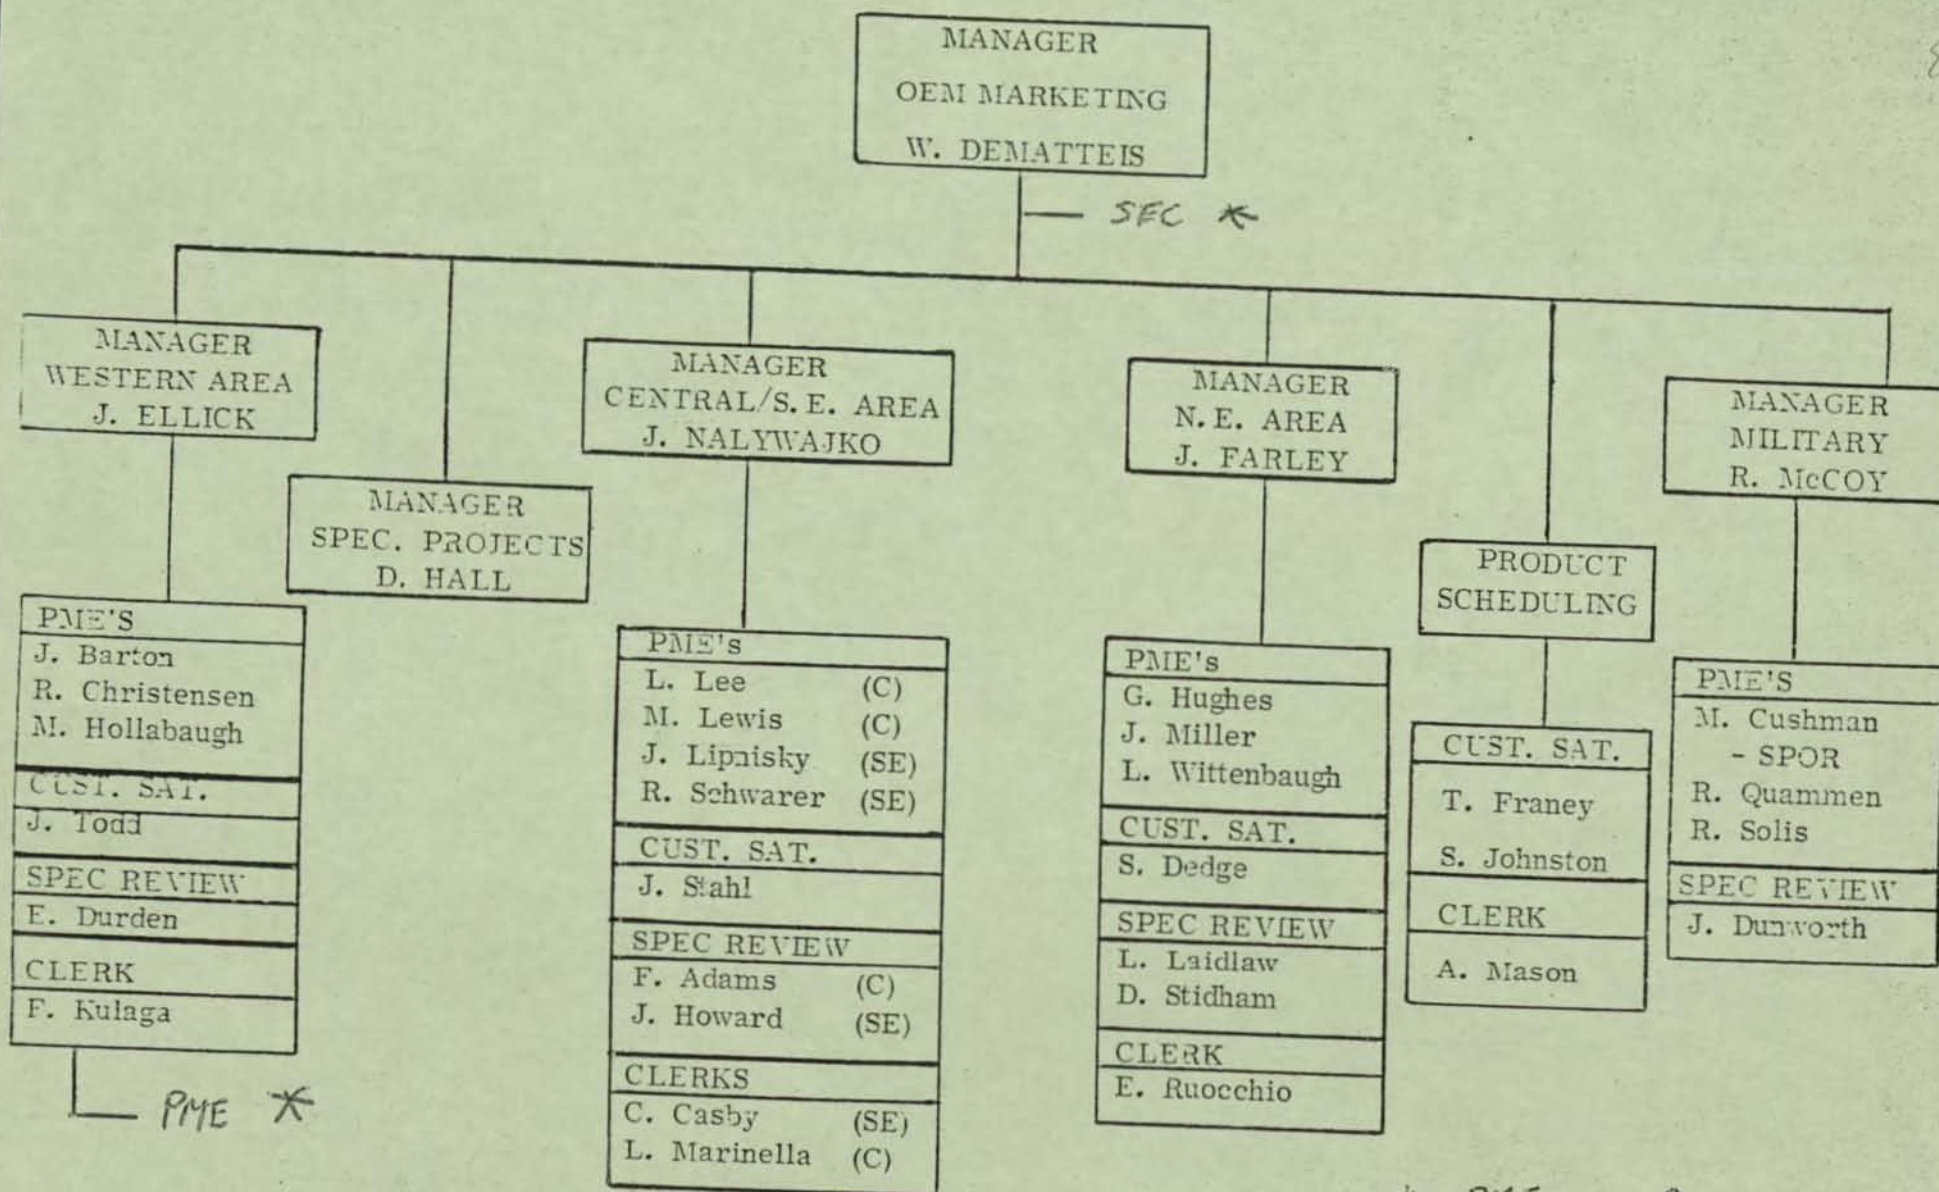 MANAGER
OEM MARKETING
W. DEMATTEIS
SEC *
MANAGER
WESTERN AREA
J. ELLICK
MANAGER
SPEC. PROJECTS
D. HALL
MANAGER
CENTRAL/S. E. AREA
J. NALYWAJKO
MANAGER
N. E. AREA
J. FARLEY
PRODUCT
SCHEDULING
MANAGER
MILITARY
R. McCOY
PME'S
J. Barton
R. Christensen
M. Hollabaugh
CUST. SAT.
J. Todd
SPEC REVIEW
E. Durden
CLERK
F. Kulaga
PME *
PME's
L. Lee (C)
M. Lewis (C)
J. Lipnisky (SE)
R. Schwarer (SE)
CUST. SAT.
J. Stahl
SPEC REVIEW
F. Adams (C)
J. Howard (SE)
CLERKS
C. Casby (SE)
L. Marinella (C)
PME's
G. Hughes
J. Miller
L. Wittenbaugh
CUST. SAT.
S. Dedge
SPEC REVIEW
L. Laidlaw
D. Stidham
CLERK
E. Ruocchio
CUST. SAT.
T. Franey
S. Johnston
CLERK
A. Mason
PME'S
M. Cushman
- SPOR
R. Quammen
R. Solis
SPEC REVIEW
J. Dunworth